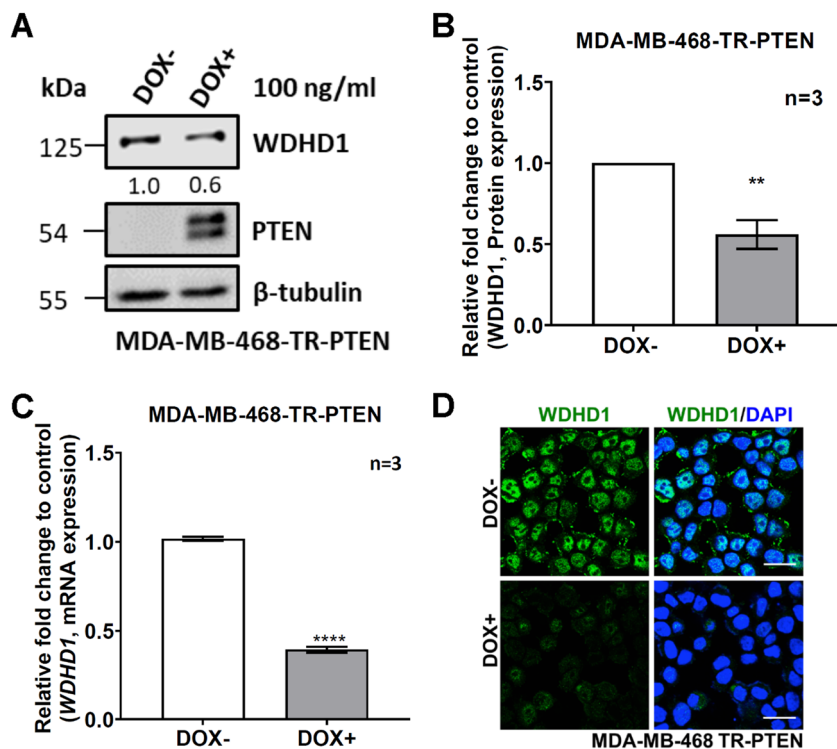 A
kDa
DOX-
DOX+
100 ng/ml
125
WDHD1
1.0 0.6
54
PTEN
55
β-tubulin
MDA-MB-468-TR-PTEN
B
MDA-MB-468-TR-PTEN
n=3
Relative fold change to control
(WDHD1, Protein expression)
1.5
1.0
0.5
0.0
**
DOX- DOX+
C
MDA-MB-468-TR-PTEN
n=3
Relative fold change to control
(WDHD1, mRNA expression)
1.5
1.0
0.5
0.0
****
DOX- DOX+
D
WDHD1 WDHD1/DAPI
DOX-
DOX+
MDA-MB-468 TR-PTEN